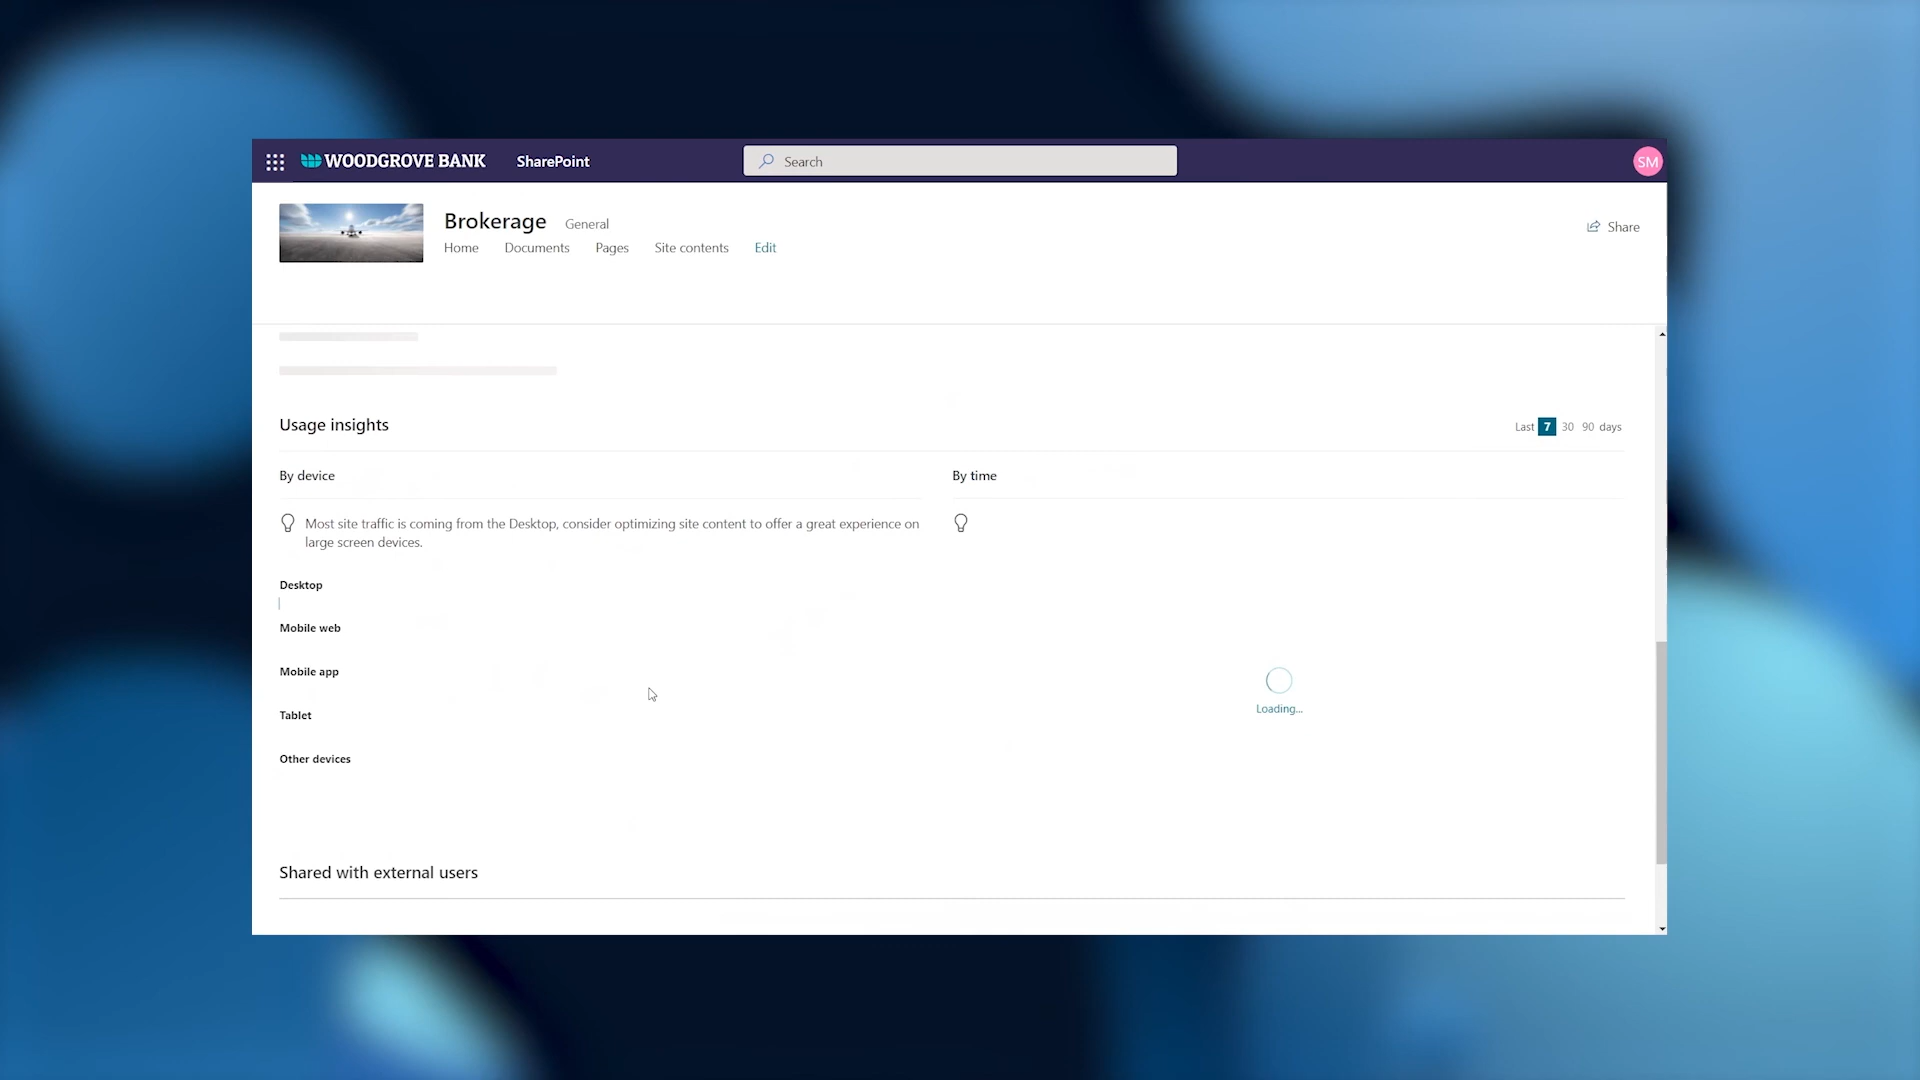 WOODGROVE BANK SharePoint Search SM
Brokerage General
Share
Home Documents Pages Site contents Edit
Usage insights
Last 7 30 90 days
By device
By time
Most site traffic is coming from the Desktop, consider optimizing site content to offer a great experience on
large screen devices.
Desktop
Mobile web
Mobile app
Tablet
Other devices
Loading...
Shared with external users